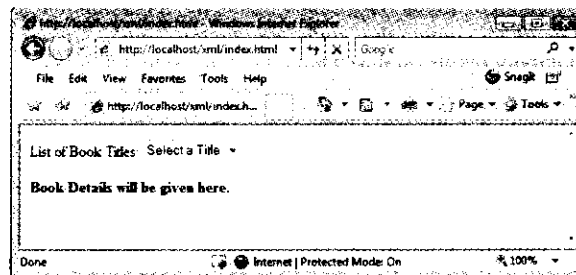 http://localhost/xml/index.html - Windows Internet Explorer
http://localhost/xml/index.html
Google
File Edit View Favorites Tools Help
SnagIt
http://localhost/xml/index.h...
Page Tools
List of Book Titles Select a Title
Book Details will be given here.
Done Internet | Protected Mode: On 100%